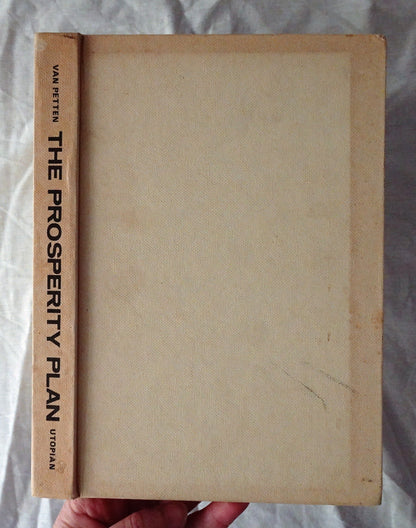 VAN PETTEN THE PROSPERITY PLAN UTOPIAN